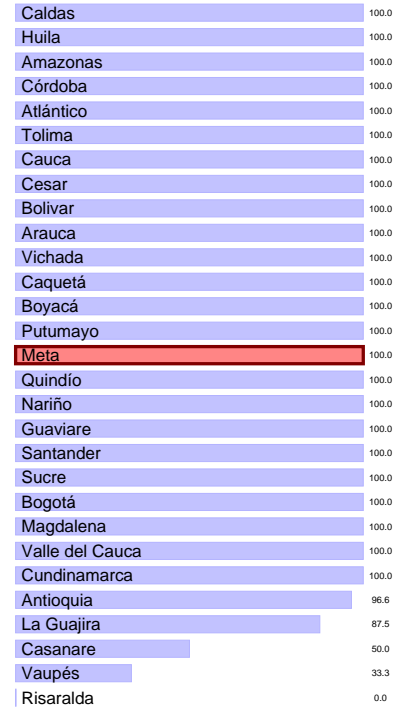 Caldas 100.0
Huila 100.0
Amazonas 100.0
Córdoba 100.0
Atlántico 100.0
Tolima 100.0
Cauca 100.0
Cesar 100.0
Bolivar 100.0
Arauca 100.0
Vichada 100.0
Caquetá 100.0
Boyacá 100.0
Putumayo 100.0
Meta 100.0
Quindío 100.0
Nariño 100.0
Guaviare 100.0
Santander 100.0
Sucre 100.0
Bogotá 100.0
Magdalena 100.0
Valle del Cauca 100.0
Cundinamarca 100.0
Antioquia 96.6
La Guajira 87.5
Casanare 50.0
Vaupés 33.3
Risaralda 0.0